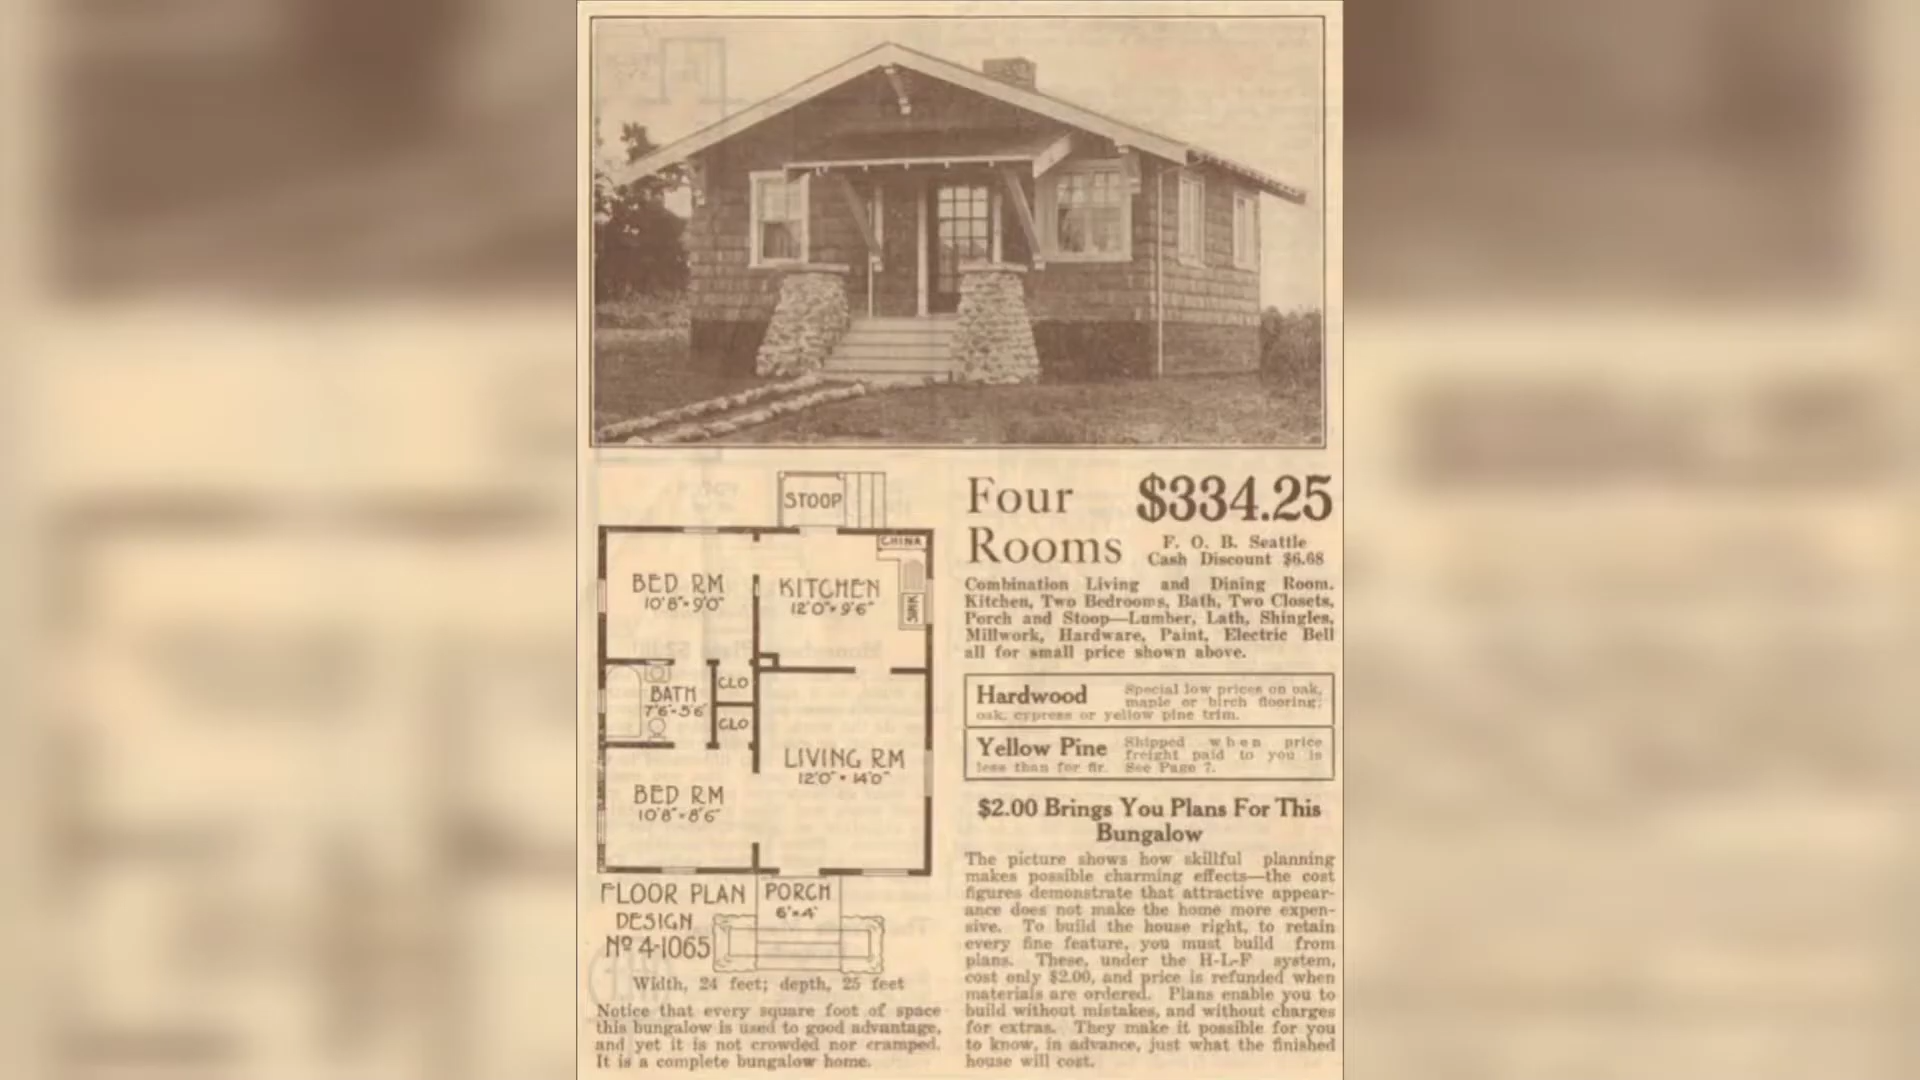 STOOP
CHINA
BED RM
10'8"×9'0"
KITCHEN
12'0"×9'6"
SINK
CLO
BATH
7'6"×5'6"
CLO
LIVING RM
12'0"×14'0"
BED RM
10'8"×8'6"
FLOOR PLAN
PORCH
6'×4'
DESIGN
Nº 4-1065
Width, 24 feet; depth, 25 feet
Notice that every square foot of space
this bungalow is used to good advantage,
and yet it is not crowded nor cramped.
It is a complete bungalow home.
Four
Rooms
$334.25
F. O. B. Seattle
Cash Discount $6.68
Combination Living and Dining Room.
Kitchen, Two Bedrooms, Bath, Two Closets,
Porch and Stoop—Lumber, Lath, Shingles,
Millwork, Hardware, Paint, Electric Bell
all for small price shown above.
Hardwood Special low prices on oak,
maple or birch flooring;
oak, cypress or yellow pine trim.
Yellow Pine Shipped when price
freight paid to you is
less than for fir. See Page 7.
$2.00 Brings You Plans For This
Bungalow
The picture shows how skillful planning
makes possible charming effects—the cost
figures demonstrate that attractive appear-
ance does not make the home more expen-
sive. To build the house right, to retain
every fine feature, you must build from
plans. These, under the H-L-F system,
cost only $2.00, and price is refunded when
materials are ordered. Plans enable you to
build without mistakes, and without charges
for extras. They make it possible for you
to know, in advance, just what the finished
house will cost.